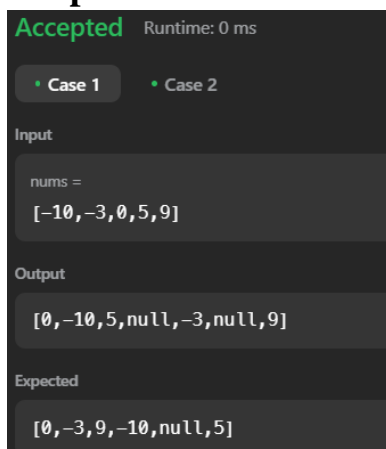 Accepted Runtime: 0 ms
• Case 1 • Case 2
Input
nums =
[-10,-3,0,5,9]
Output
[0,-10,5,null,-3,null,9]
Expected
[0,-3,9,-10,null,5]